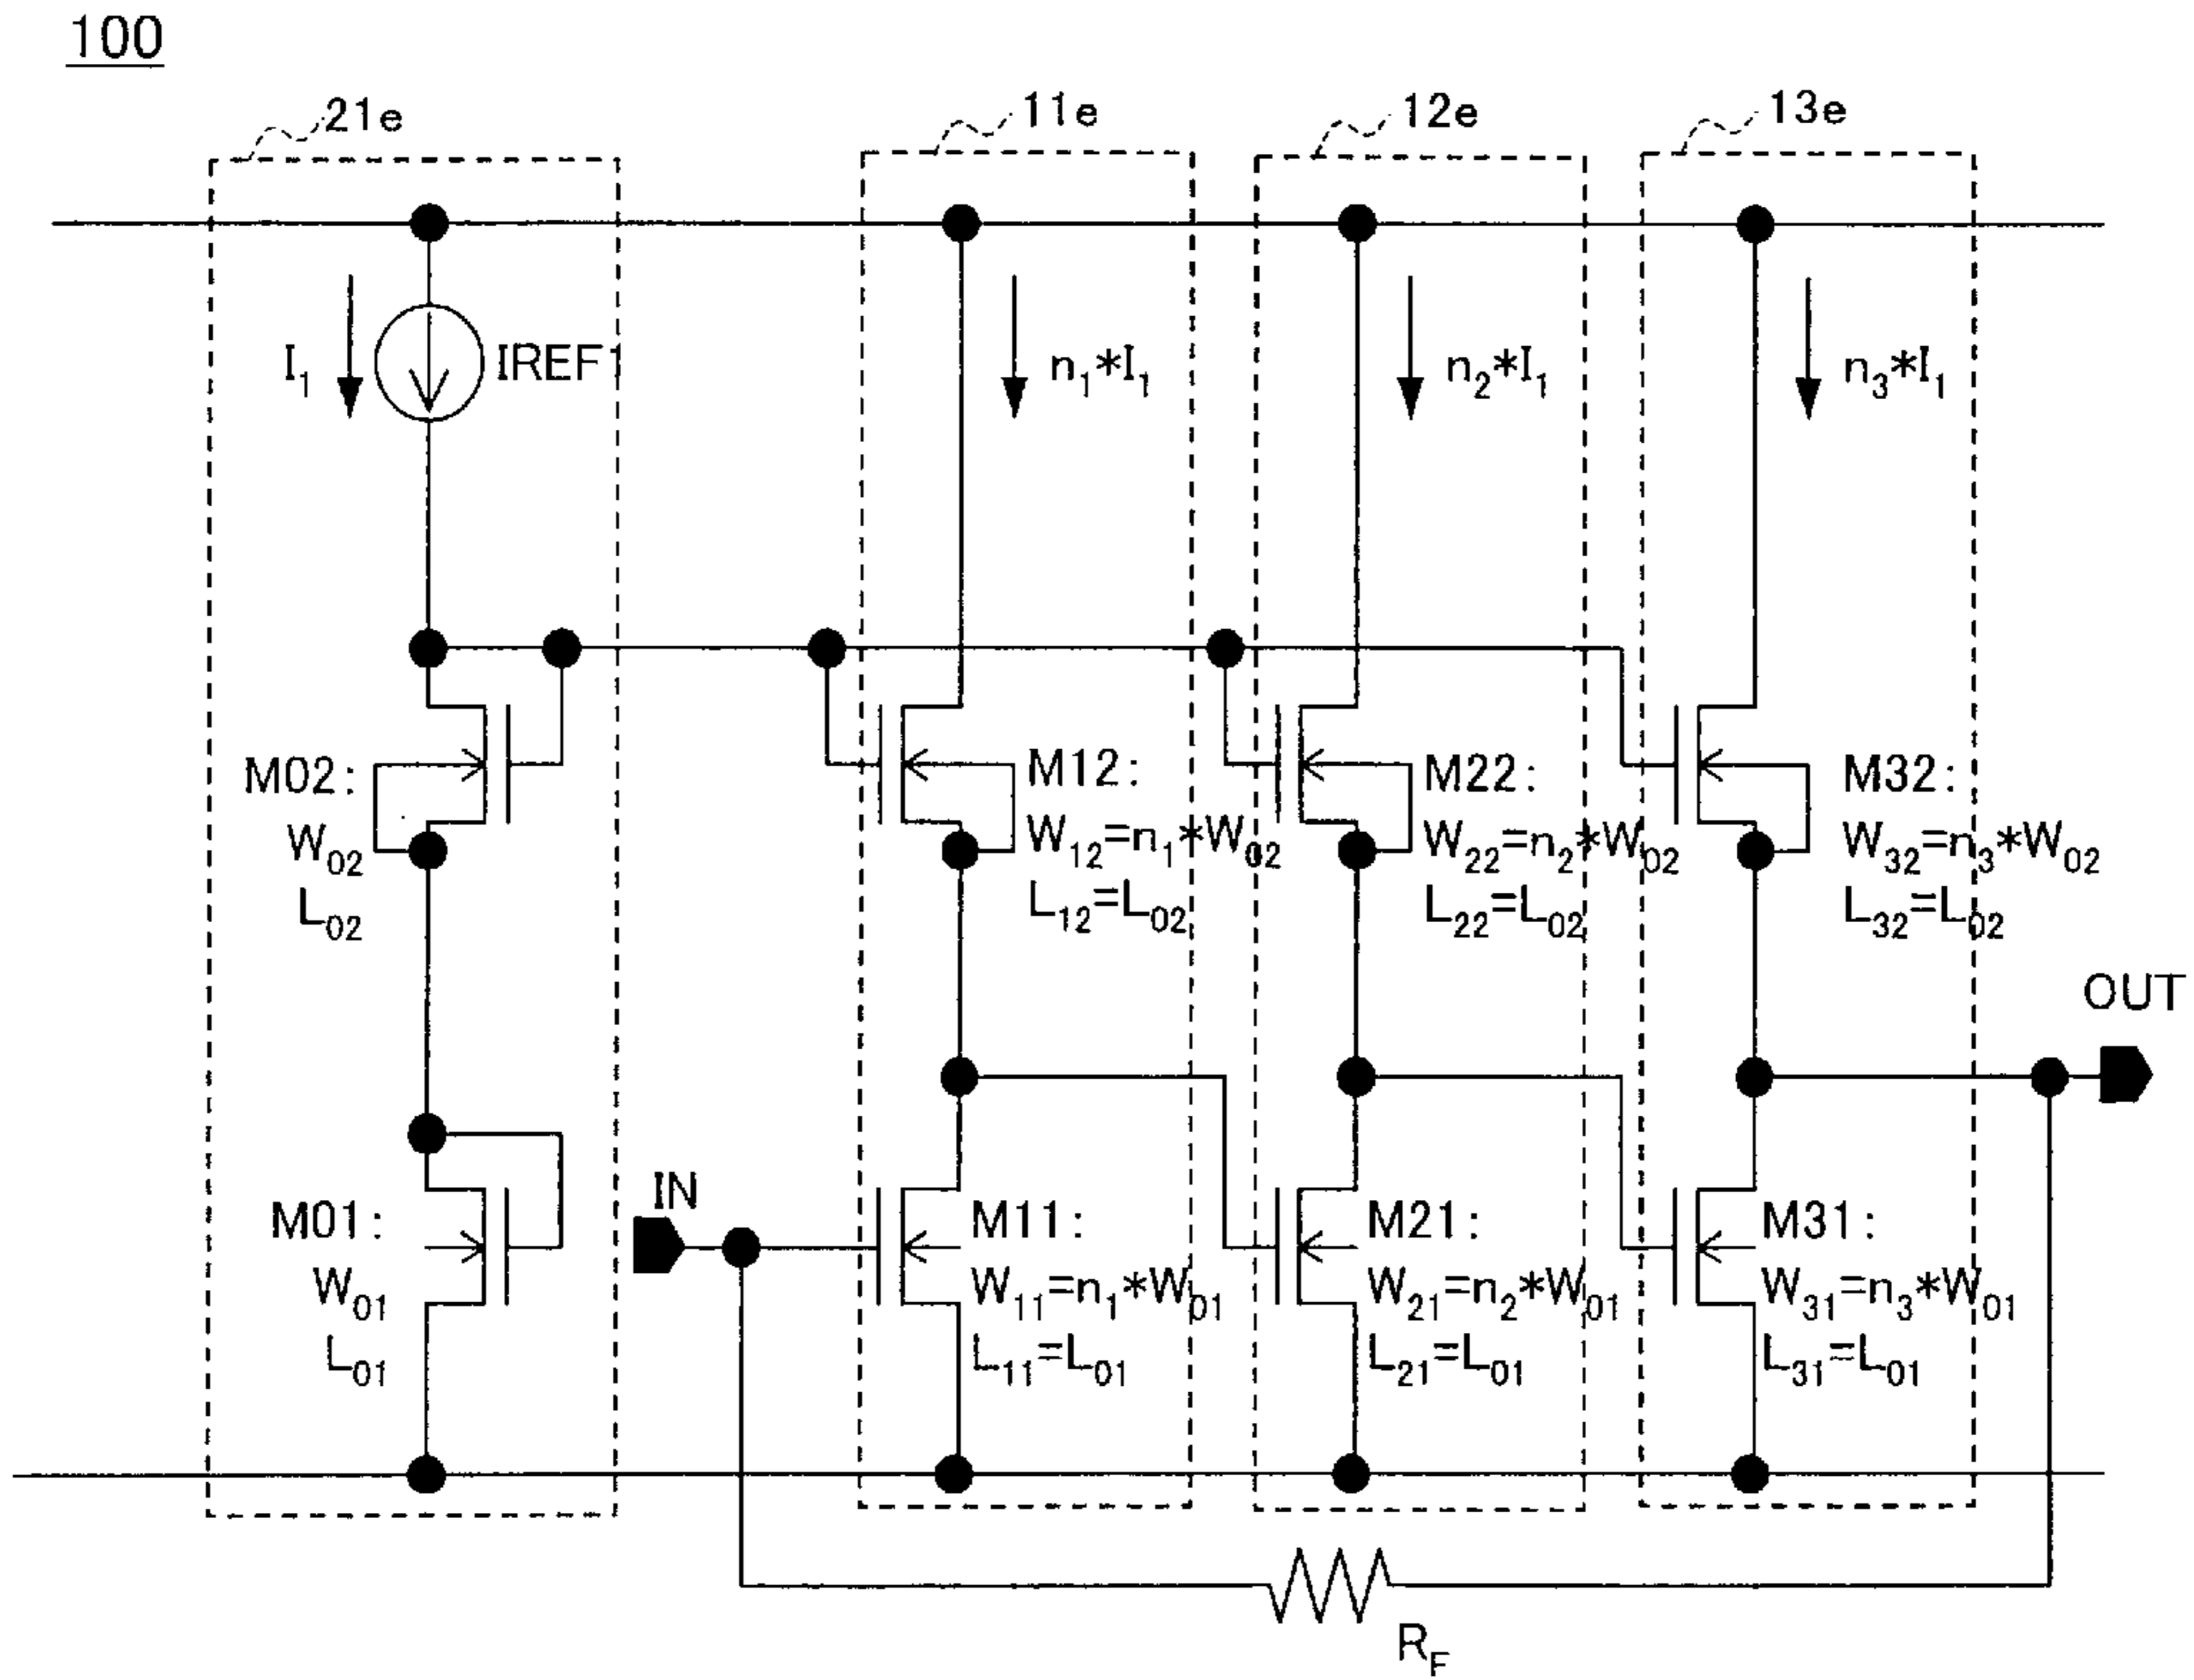 100
21e
11e
12e
13e
I1
IREF1
n1*I1
n2*I1
n3*I1
M02:
W02
L02
M12:
W12=n1*W02
L12=L02
M22:
W22=n2*W02
L22=L02
M32:
W32=n3*W02
L32=L02
OUT
IN
M01:
W01
L01
M11:
W11=n1*W01
L11=L01
M21:
W21=n2*W01
L21=L01
M31:
W31=n3*W01
L31=L01
RF